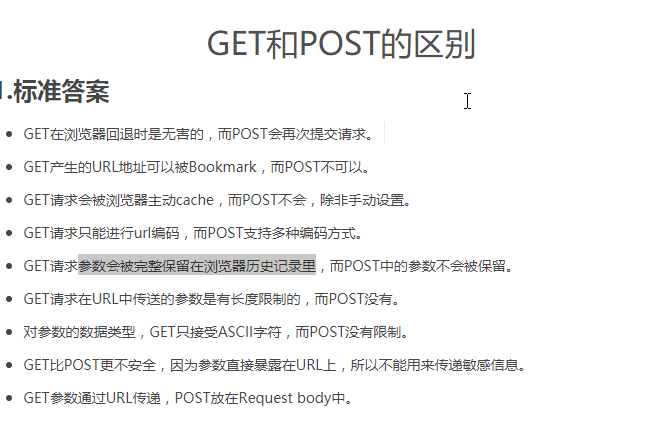 GET和POST的区别
1.标准答案
GET在浏览器回退时是无害的，而POST会再次提交请求。
GET产生的URL地址可以被Bookmark，而POST不可以。
GET请求会被浏览器主动cache，而POST不会，除非手动设置。
GET请求只能进行url编码，而POST支持多种编码方式。
GET请求参数会被完整保留在浏览器历史记录里，而POST中的参数不会被保留。
GET请求在URL中传送的参数是有长度限制的，而POST没有。
对参数的数据类型，GET只接受ASCII字符，而POST没有限制。
GET比POST更不安全，因为参数直接暴露在URL上，所以不能用来传递敏感信息。
GET参数通过URL传递，POST放在Request body中。